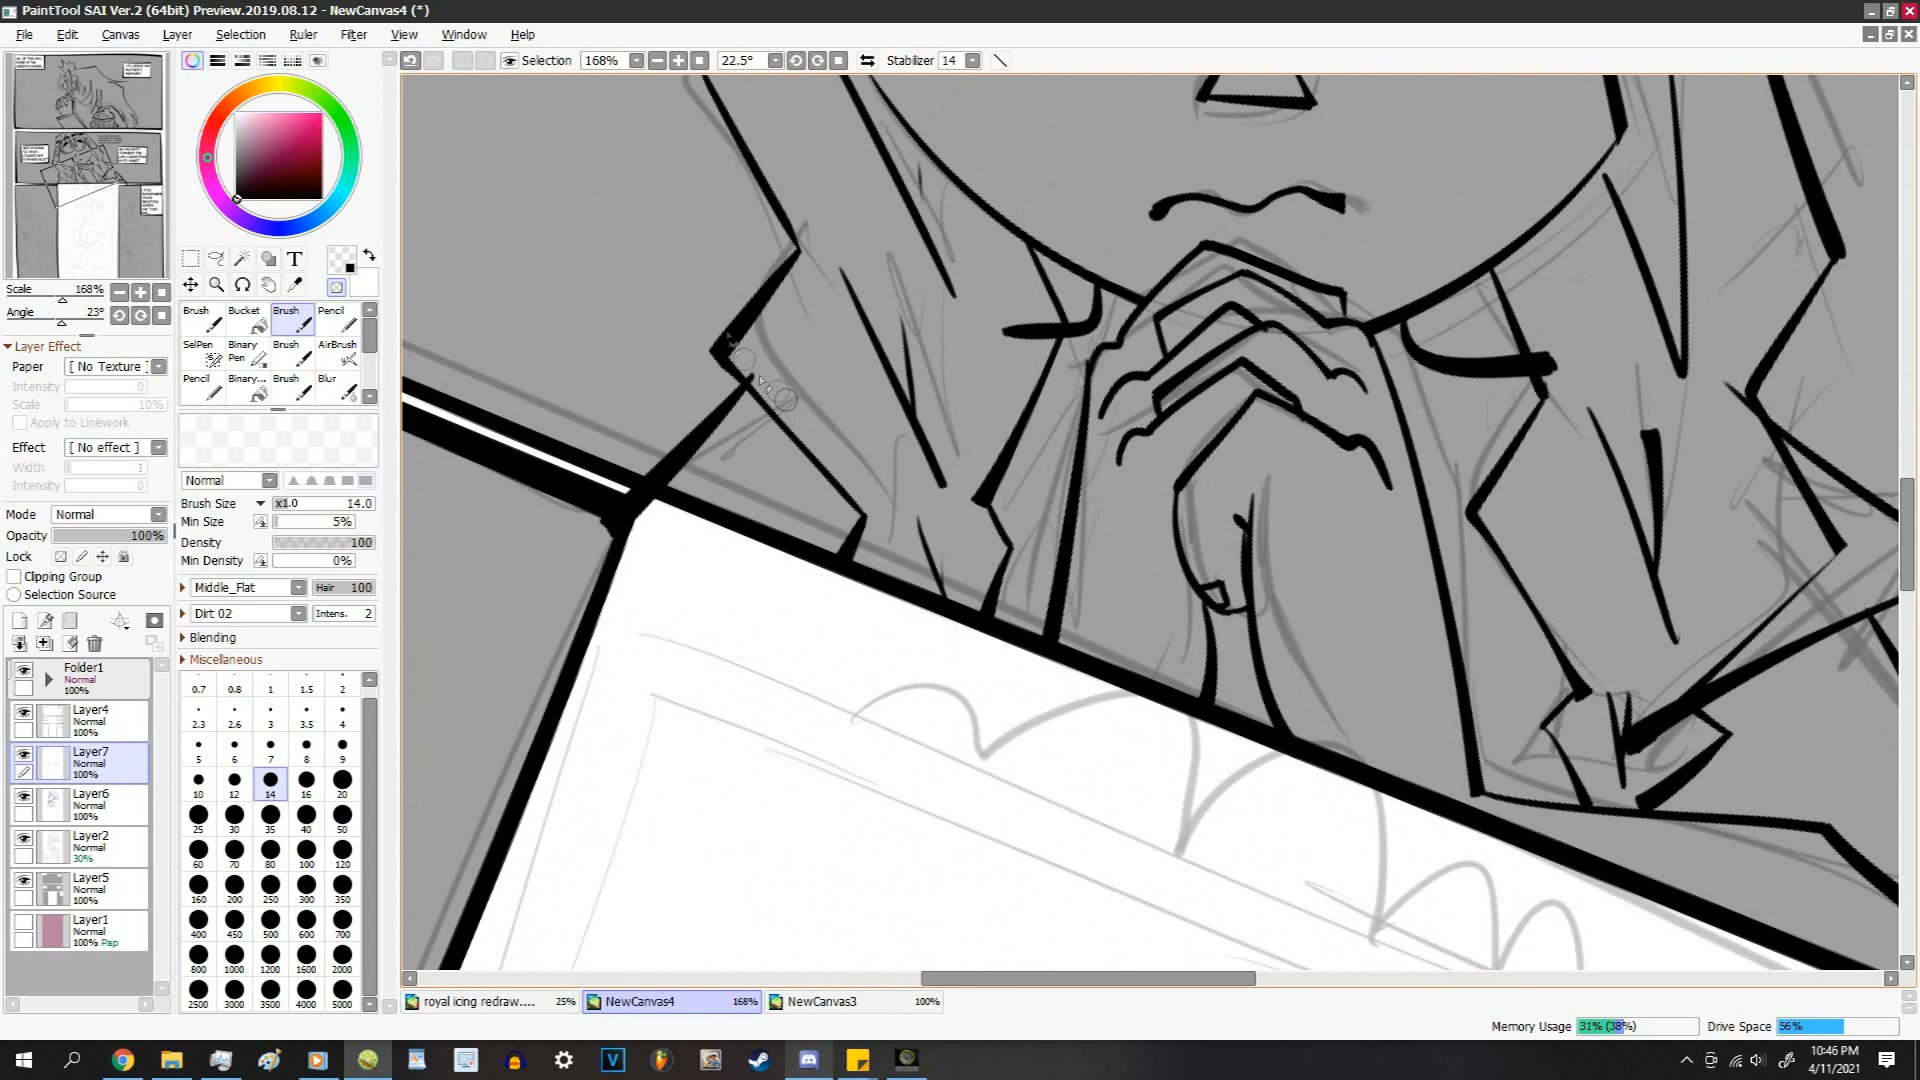 PaintTool SAI Ver.2 (64bit) Preview.2019.08.12 - NewCanvas4 (*)
File Edit Canvas Layer Selection Ruler Filter View Window Help
Selection 168% 22.5° Stabilizer 14
Scale 168%
Angle 23°
Layer Effect
Paper [ No Texture ]
Intensity 0
Scale 10%
Apply to Linework
Effect [ No effect ]
Width 1
Intensity 0
Mode Normal
Opacity 100%
Lock
Clipping Group
Selection Source
Folder1
Normal
100%
Layer4
Normal
100%
Layer7
Normal
100%
Layer6
Normal
100%
Layer2
Normal
30%
Layer5
Normal
100%
Layer1
Normal
100% Pap
T
Brush Bucket Brush Pencil
SelPen Binary Pen Brush AirBrush
Pencil Binary... Brush Blur
Normal
Brush Size x1.0 14.0
Min Size 5%
Density 100
Min Density 0%
Middle_Flat Hair 100
Dirt 02 Intens. 2
Blending
Miscellaneous
0.7 0.8 1 1.5 2
2.3 2.6 3 3.5 4
5 6 7 8 9
10 12 14 16 20
25 30 35 40 50
60 70 80 100 120
160 200 250 300 350
400 450 500 600 700
800 1000 1200 1600 2000
2500 3000 3500 4000 5000
royal icing redraw.... 25% NewCanvas4 168% NewCanvas3 100%
Memory Usage 31% (38%) Drive Space 56%
10:46 PM
4/11/2021